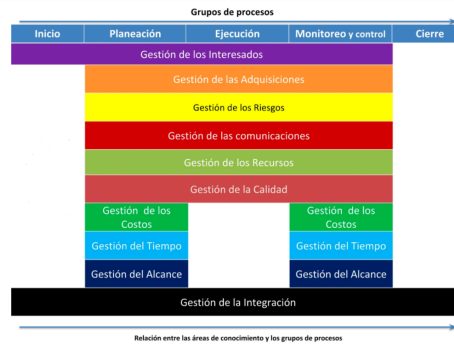 Grupos de procesos
Inicio Planeación Ejecución Monitoreo y control Cierre
Gestión de los Interesados
Gestión de las Adquisiciones
Gestión de los Riesgos
Gestión de las comunicaciones
Gestión de los Recursos
Gestión de la Calidad
Gestión de los Costos
Gestión de los Costos
Gestión del Tiempo
Gestión del Tiempo
Gestión del Alcance
Gestión del Alcance
Gestión de la Integración
Relación entre las áreas de conocimiento y los grupos de procesos